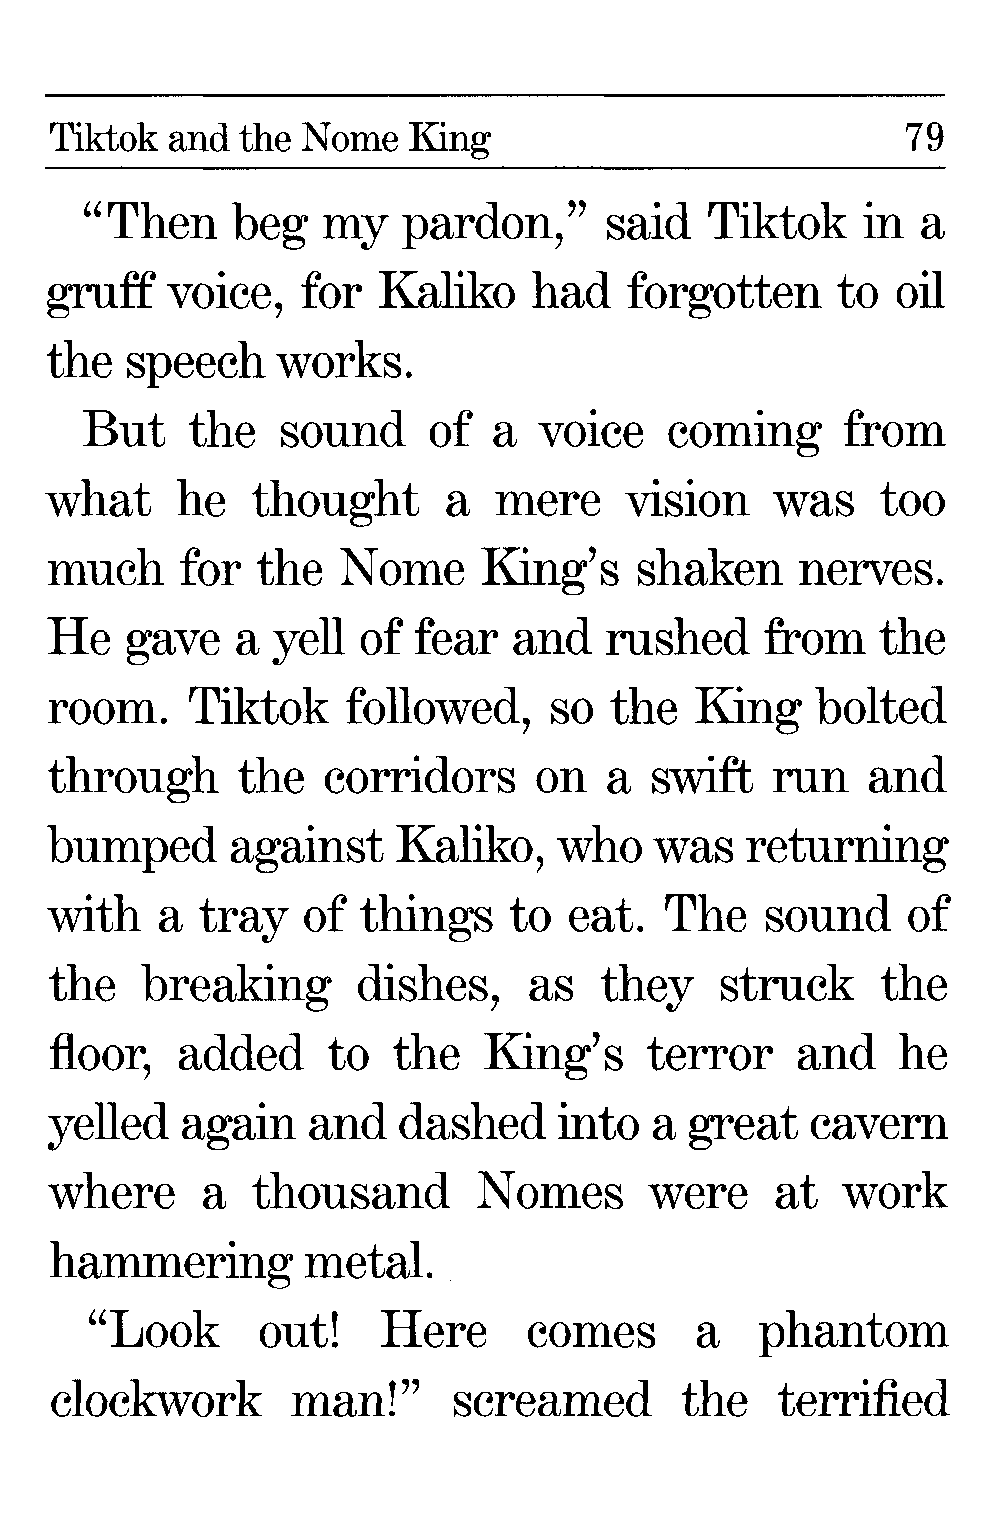 Tiktok and the Nome King 79
“Then beg my pardon,” said Tiktok in a
gruff voice, for Kaliko had forgotten to oil
the speech works.
But the sound of a voice coming from
what he thought a mere vision was too
much for the Nome King’s shaken nerves.
He gave a yell of fear and rushed from the
room. Tiktok followed, so the King bolted
through the corridors on a swift run and
bumped against Kaliko, who was returning
with a tray of things to eat. The sound of
the breaking dishes, as they struck the
floor, added to the King’s terror and he
yelled again and dashed into a great cavern
where a thousand Nomes were at work
hammering metal.
“Look out! Here comes a phantom
clockwork man!” screamed the terrified